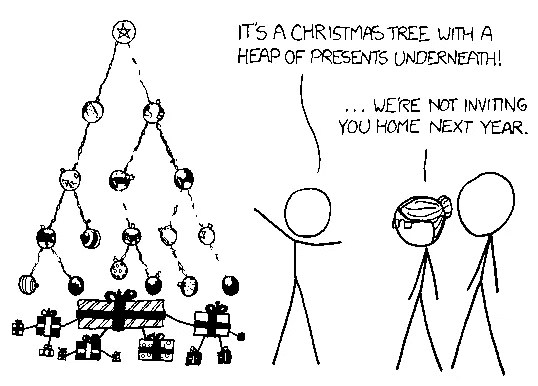 IT'S A CHRISTMAS TREE WITH A
HEAP OF PRESENTS UNDERNEATH!
... WE'RE NOT INVITING
YOU HOME NEXT YEAR.